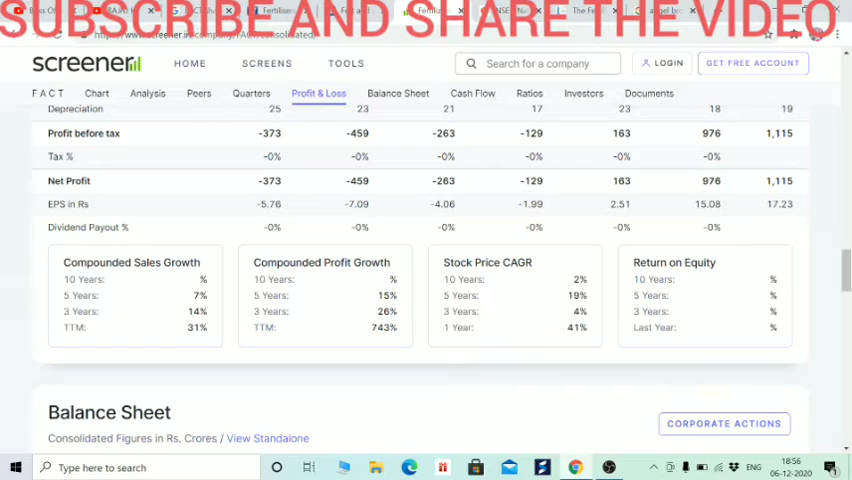 SUBSCRIBE AND SHARE THE VIDEO
screener
HOME
SCREENS
TOOLS
Search for a company
LOGIN
GET FREE ACCOUNT
F A C T
Chart
Analysis
Peers
Quarters
Profit & Loss
Balance Sheet
Cash Flow
Ratios
Investors
Documents
Depreciation 25 23 21 17 23 18 19
Profit before tax -373 -459 -263 -129 163 976 1,115
Tax % -0% -0% -0% -0% -0% -0%
Net Profit -373 -459 -263 -129 163 976 1,115
EPS in Rs -5.76 -7.09 -4.06 -1.99 2.51 15.08 17.23
Dividend Payout % -0% -0% -0% -0% -0% -0%
Compounded Sales Growth
10 Years: %
5 Years: 7%
3 Years: 14%
TTM: 31%
Compounded Profit Growth
10 Years: %
5 Years: 15%
3 Years: 26%
TTM: 743%
Stock Price CAGR
10 Years: 2%
5 Years: 19%
3 Years: 4%
1 Year: 41%
Return on Equity
10 Years: %
5 Years: %
3 Years: %
Last Year: %
Balance Sheet
Consolidated Figures in Rs. Crores / View Standalone
CORPORATE ACTIONS
Type here to search
ENG
18:56
06-12-2020